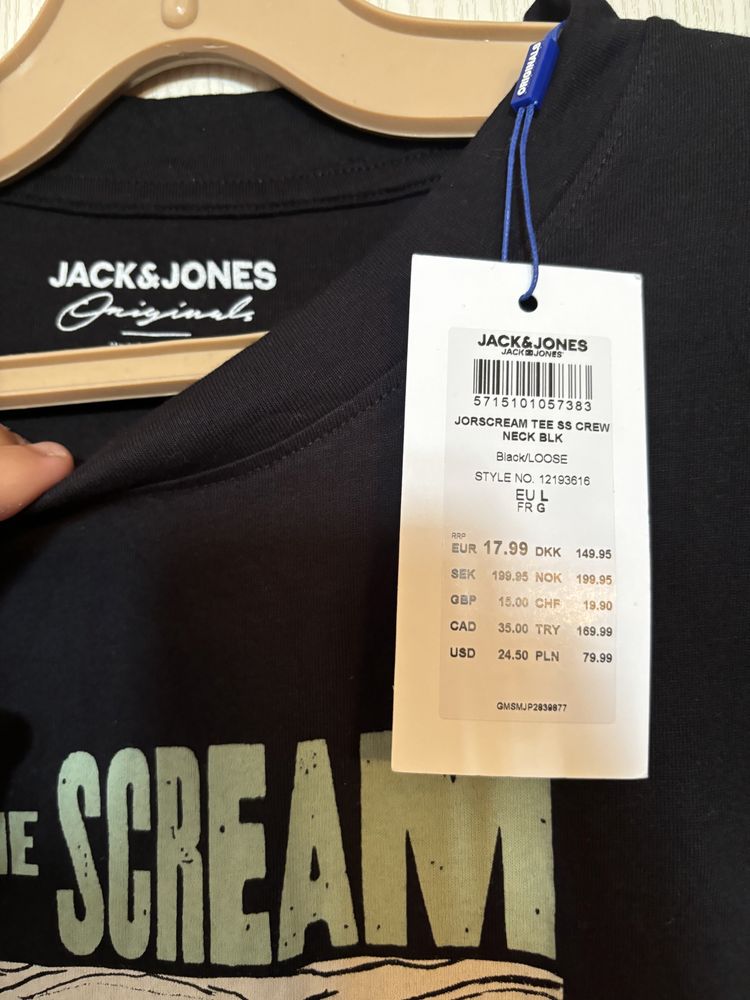 ORIGINALS
JACK&JONES
Originals
JACK&JONES
JACK&JONES
5715101057383
JORSCREAM TEE SS CREW
NECK BLK
Black/LOOSE
STYLE NO. 12193616
EU L
FR G
RRP
EUR 17.99 DKK 149.95
SEK 199.95 NOK 199.95
GBP 15.00 CHF 19.90
CAD 35.00 TRY 169.99
USD 24.50 PLN 79.99
GMSMJP2839877
SCREAM